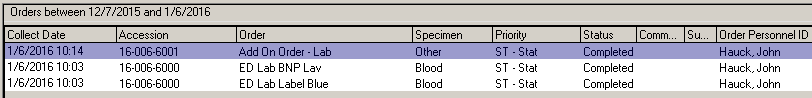 Orders between 12/7/2015 and 1/6/2016
Collect Date Accession Order Specimen Priority Status Comm... Su... Order Personnel ID
1/6/2016 10:14 16-006-6001 Add On Order - Lab Other ST - Stat Completed Hauck, John
1/6/2016 10:03 16-006-6000 ED Lab BNP Lav Blood ST - Stat Completed Hauck, John
1/6/2016 10:03 16-006-6000 ED Lab Label Blue Blood ST - Stat Completed Hauck, John